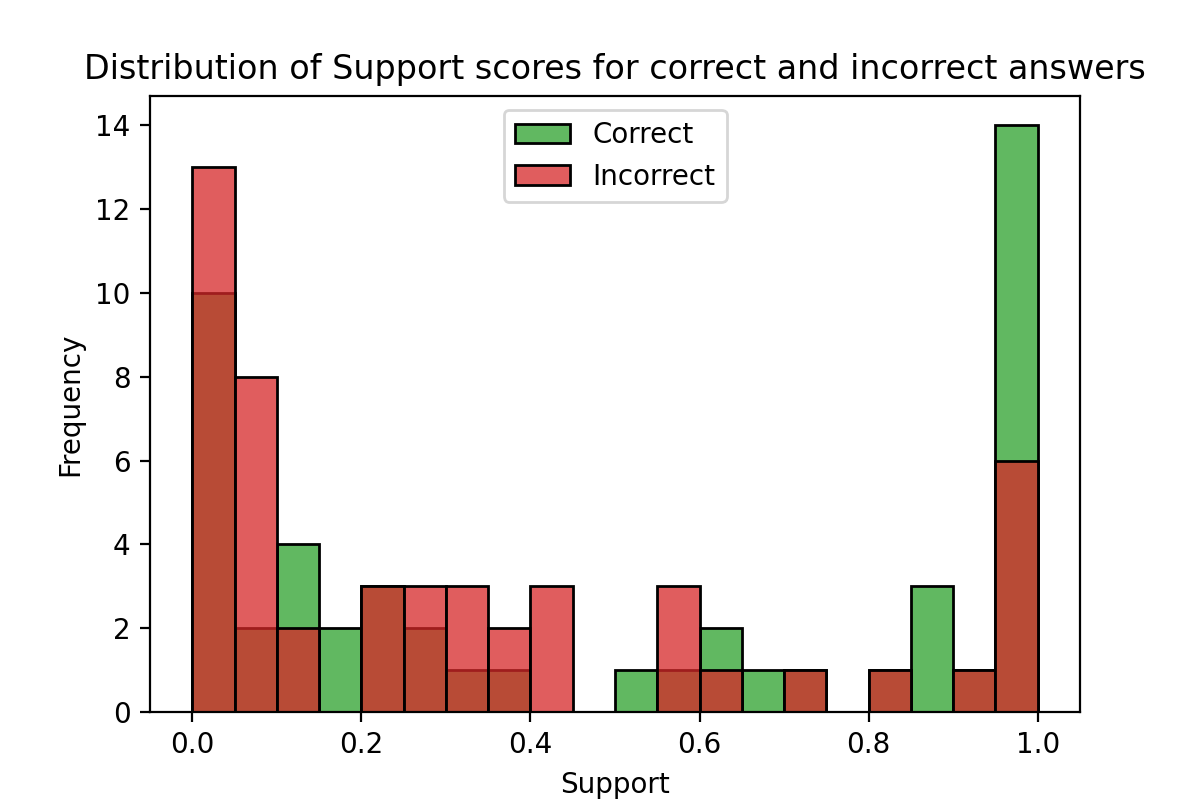 Distribution of Support scores for correct and incorrect answers
Correct
Incorrect
14
12
10
8
6
4
2
0
Frequency
0.0 0.2 0.4 0.6 0.8 1.0
Support